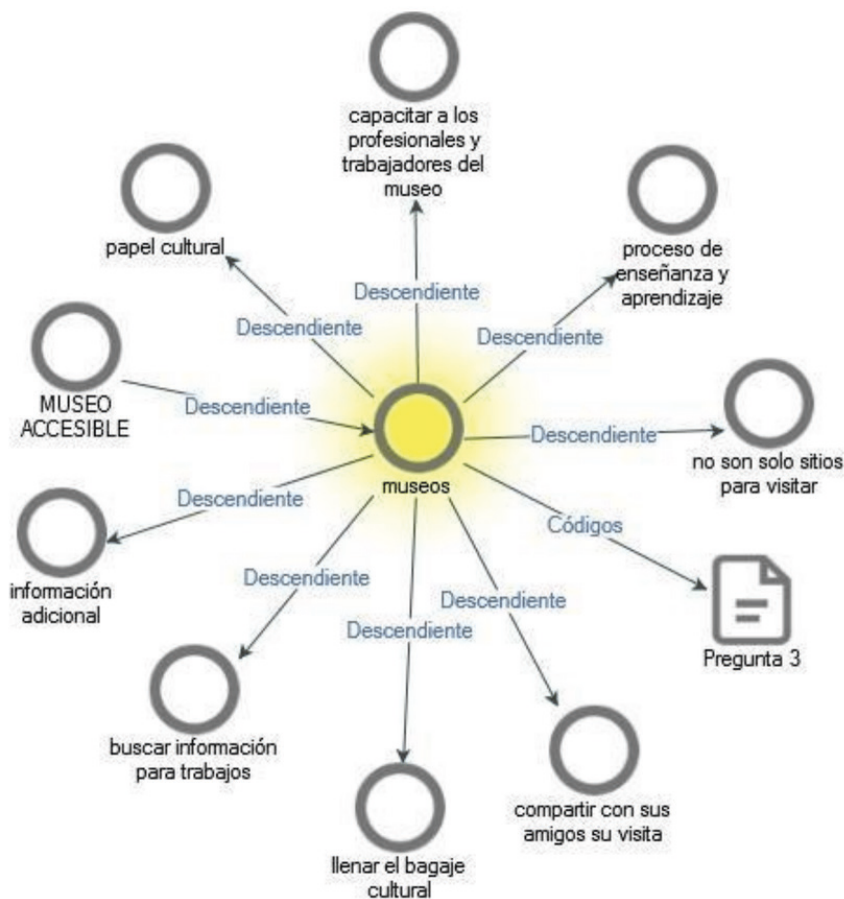 capacitar a los
profesionales y
trabajadores del
museo
papel cultural
proceso de
enseñanza y
aprendizaje
Descendiente
Descendiente
Descendiente
MUSEO
ACCESIBLE
Descendiente
Descendiente
no son solo sitios
para visitar
museos
Descendiente
Códigos
información
adicional
Descendiente
Descendiente
Descendiente
Pregunta 3
buscar información
para trabajos
compartir con sus
amigos su visita
llenar el bagaje
cultural